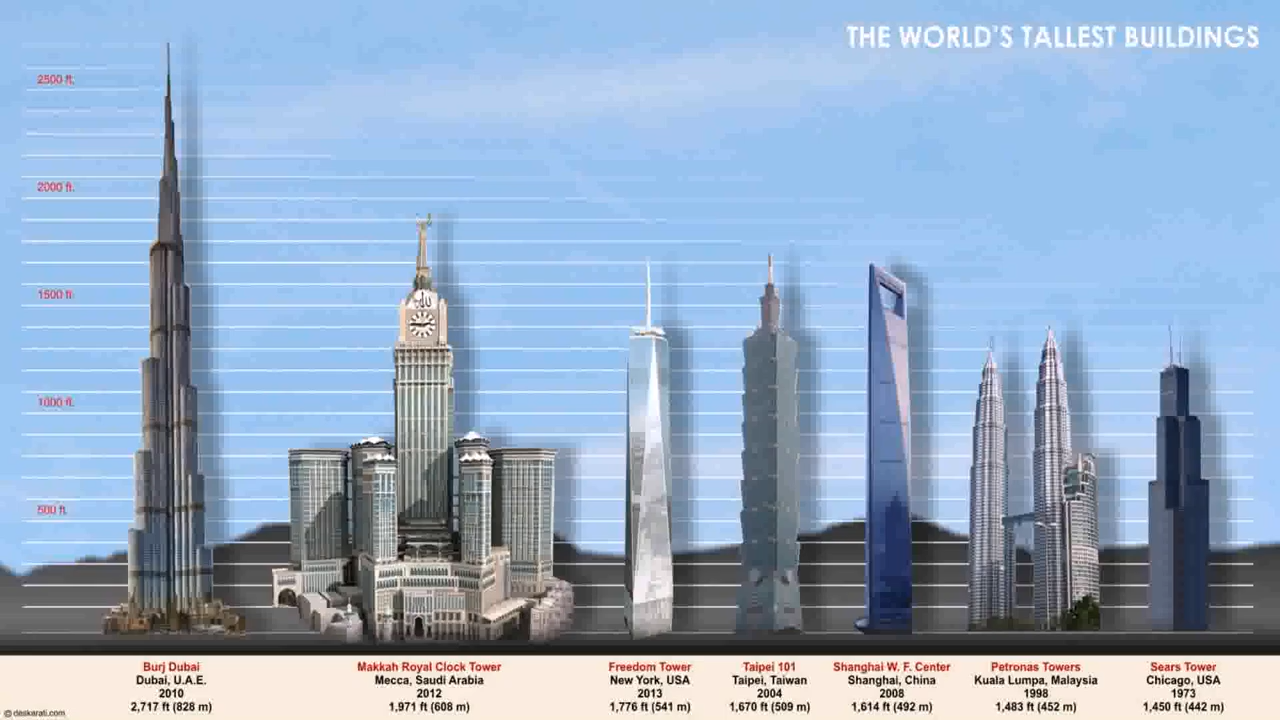 THE WORLD'S TALLEST BUILDINGS
2500 ft.
2000 ft.
1500 ft.
1000 ft.
500 ft.
Burj Dubai
Dubai, U.A.E.
2010
2,717 ft (828 m)
Makkah Royal Clock Tower
Mecca, Saudi Arabia
2012
1,971 ft (608 m)
Freedom Tower
New York, USA
2013
1,776 ft (541 m)
Taipei 101
Taipei, Taiwan
2004
1,670 ft (509 m)
Shanghai W. F. Center
Shanghai, China
2008
1,614 ft (492 m)
Petronas Towers
Kuala Lumpa, Malaysia
1998
1,483 ft (452 m)
Sears Tower
Chicago, USA
1973
1,450 ft (442 m)
© deskarati.com